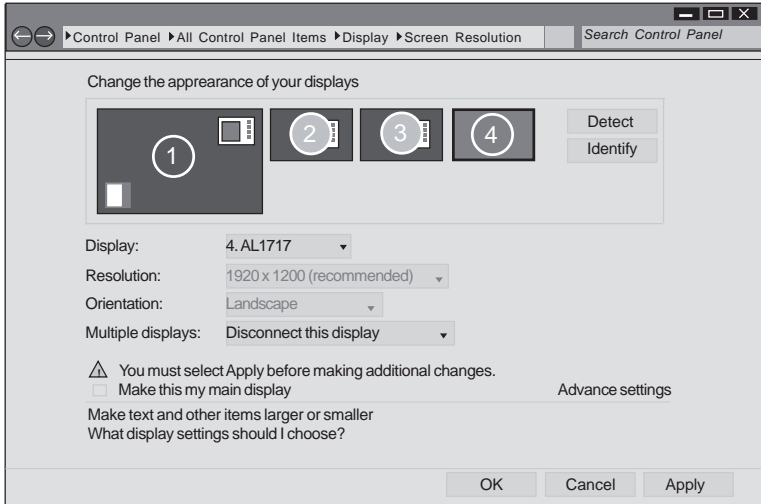 Control Panel All Control Panel Items Display Screen Resolution
Search Control Panel
Change the apprearance of your displays
1
2
3
4
Detect
Identify
Display: 4. AL1717
Resolution: 1920 x 1200 (recommended)
Orientation: Landscape
Multiple displays: Disconnect this display
You must select Apply before making additional changes.
Make this my main display
Advance settings
Make text and other items larger or smaller
What display settings should I choose?
OK
Cancel
Apply